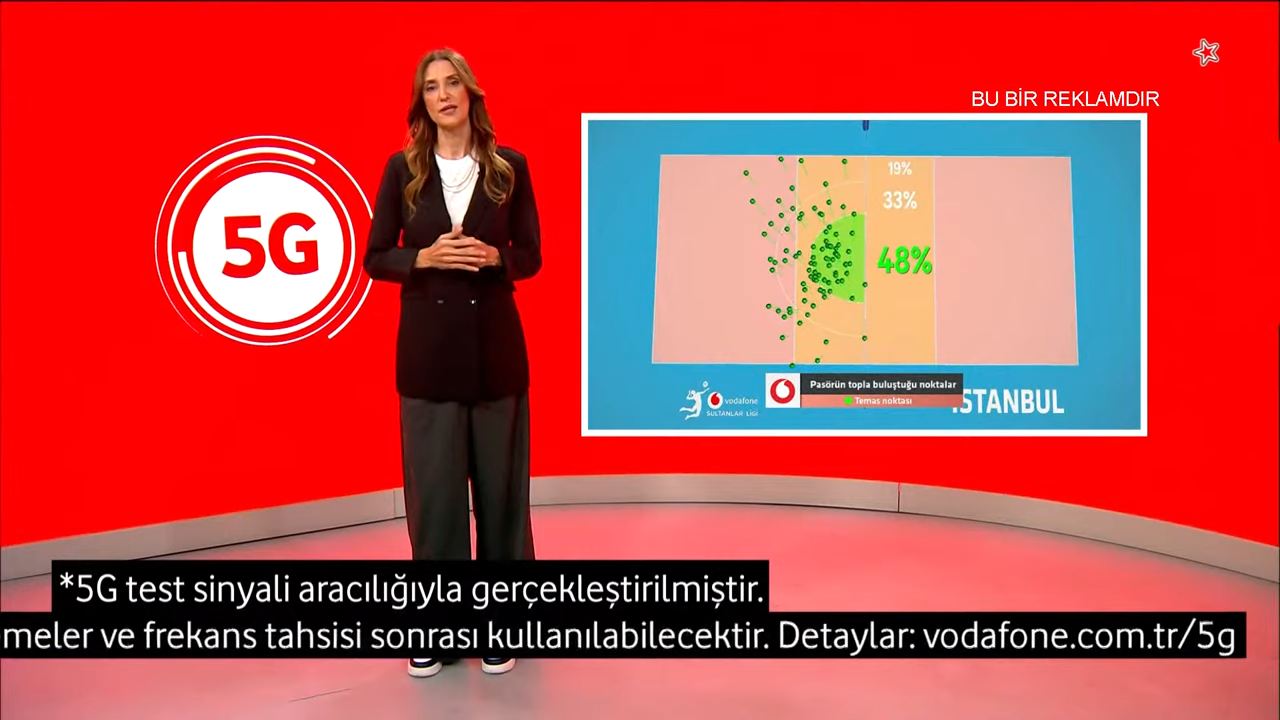 BU BİR REKLAMDIR
5G
19%
33%
48%
Pasörün topla buluştuğu noktalar
Temas noktası
vodafone
SULTANLAR LİGİ
İSTANBUL
*5G test sinyali aracılığıyla gerçekleştirilmiştir.
meler ve frekans tahsisi sonrası kullanılabilecektir. Detaylar: vodafone.com.tr/5g